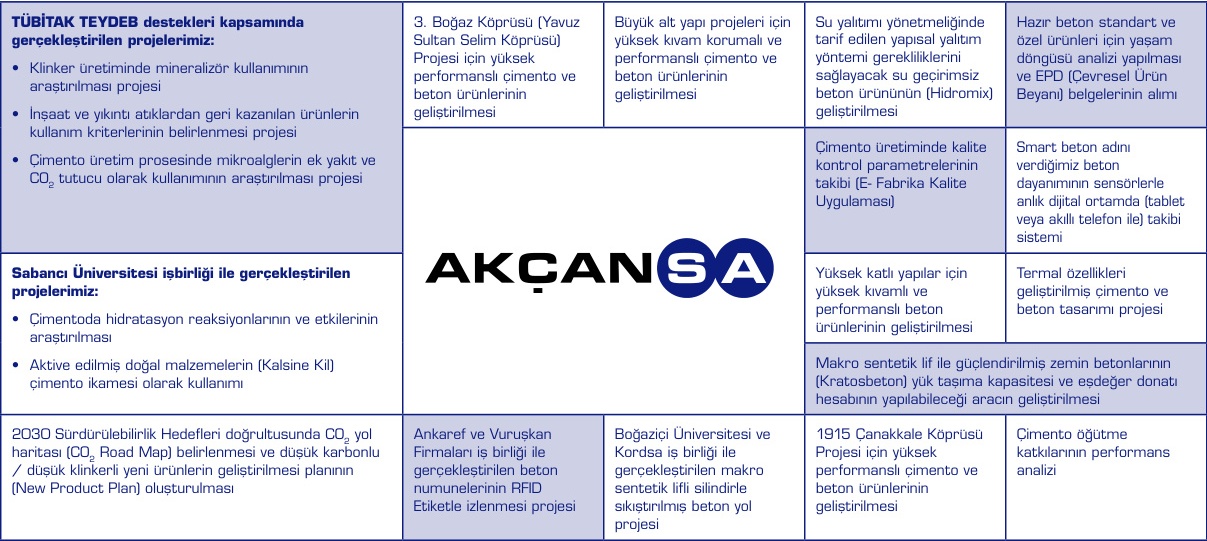 TÜBİTAK TEYDEB destekleri kapsamında
gerçekleştirilen projelerimiz:
• Klinker üretiminde mineralizör kullanımının
araştırılması projesi
• İnşaat ve yıkıntı atıklardan geri kazanılan ürünlerin
kullanım kriterlerinin belirlenmesi projesi
• Çimento üretim prosesinde mikroalglerin ek yakıt ve
CO2 tutucu olarak kullanımının araştırılması projesi
3. Boğaz Köprüsü (Yavuz
Sultan Selim Köprüsü)
Projesi için yüksek
performanslı çimento ve
beton ürünlerinin
geliştirilmesi
Büyük alt yapı projeleri için
yüksek kıvam korumalı ve
performanslı çimento ve
beton ürünlerinin
geliştirilmesi
Su yalıtımı yönetmeliğinde
tarif edilen yapısal yalıtım
yöntemi gerekliliklerini
sağlayacak su geçirimsiz
beton ürününün (Hidromix)
geliştirilmesi
Hazır beton standart ve
özel ürünleri için yaşam
döngüsü analizi yapılması
ve EPD (Çevresel Ürün
Beyanı) belgelerinin alımı
Çimento üretiminde kalite
kontrol parametrelerinin
takibi (E- Fabrika Kalite
Uygulaması)
Smart beton adını
verdiğimiz beton
dayanımının sensörlerle
anlık dijital ortamda (tablet
veya akıllı telefon ile) takibi
sistemi
AKÇANSA
Sabancı Üniversitesi işbirliği ile gerçekleştirilen
projelerimiz:
• Çimentoda hidratasyon reaksiyonlarının ve etkilerinin
araştırılması
• Aktive edilmiş doğal malzemelerin (Kalsine Kil)
çimento ikamesi olarak kullanımı
Yüksek katlı yapılar için
yüksek kıvamlı ve
performanslı beton
ürünlerinin geliştirilmesi
Termal özellikleri
geliştirilmiş çimento ve
beton tasarımı projesi
Makro sentetik lif ile güçlendirilmiş zemin betonlarının
(Kratosbeton) yük taşıma kapasitesi ve eşdeğer donatı
hesabının yapılabileceği aracın geliştirilmesi
2030 Sürdürülebilirlik Hedefleri doğrultusunda CO2 yol
haritası (CO2 Road Map) belirlenmesi ve düşük karbonlu
/ düşük klinkerli yeni ürünlerin geliştirilmesi planının
(New Product Plan) oluşturulması
Ankaref ve Vuruşkan
Firmaları iş birliği ile
gerçekleştirilen beton
numunelerinin RFID
Etiketle izlenmesi projesi
Boğaziçi Üniversitesi ve
Kordsa iş birliği ile
gerçekleştirilen makro
sentetik lifli silindirle
sıkıştırılmış beton yol
projesi
1915 Çanakkale Köprüsü
Projesi için yüksek
performanslı çimento ve
beton ürünlerinin
geliştirilmesi
Çimento öğütme
katkılarının performans
analizi